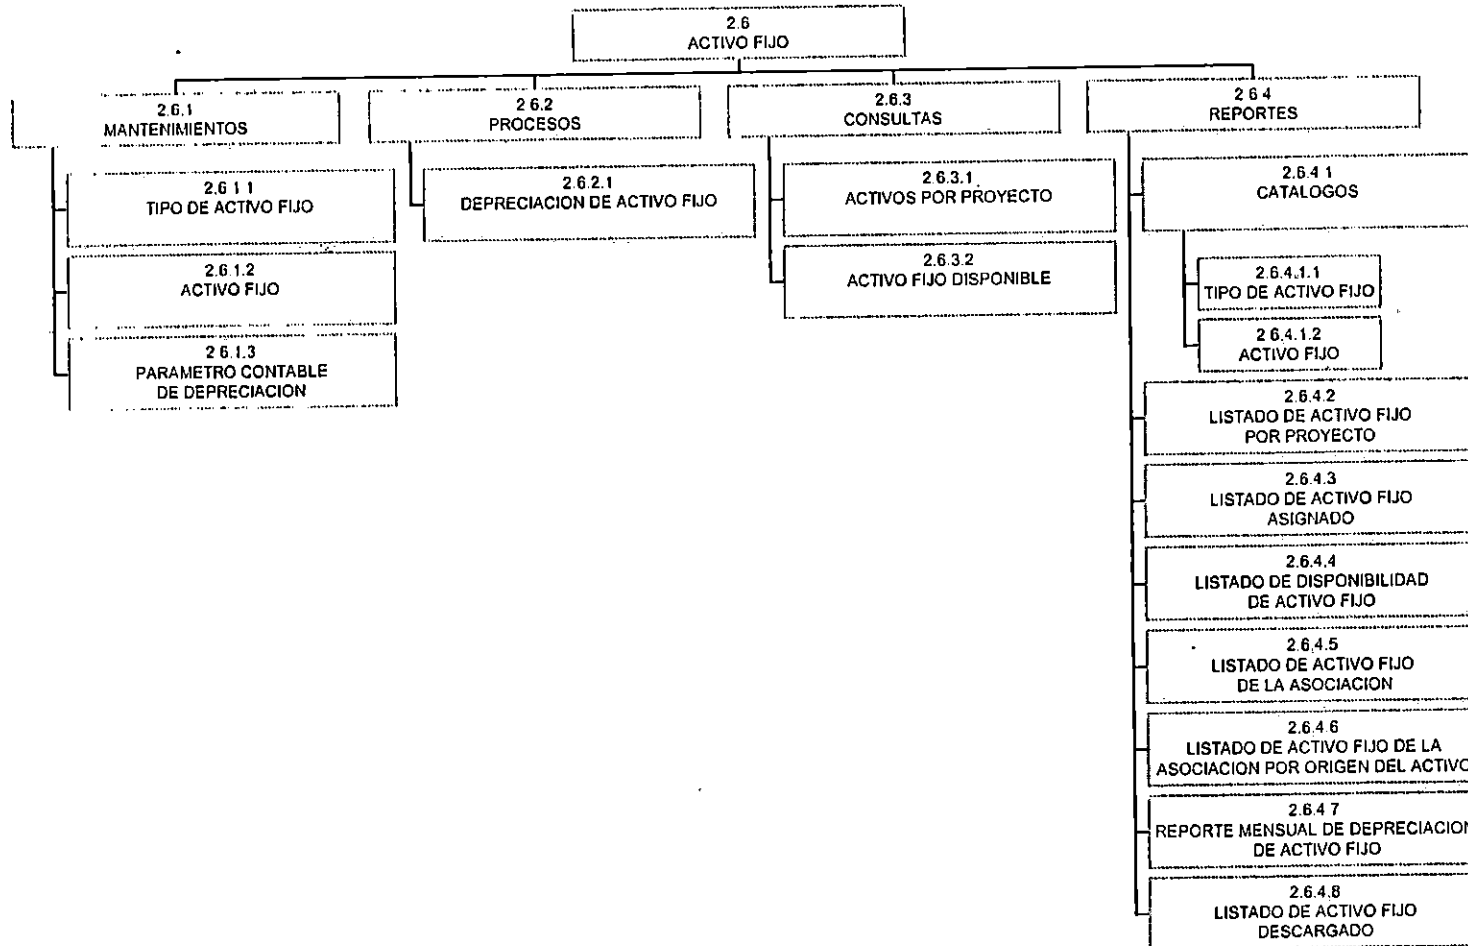 2.6
ACTIVO FIJO
2.6.1
MANTENIMIENTOS
2 6.2
PROCESOS
2.6.3
CONSULTAS
2 6 4
REPORTES
2.6 1 1
TIPO DE ACTIVO FIJO
2.6.1.2
ACTIVO FIJO
2 6.1.3
PARAMETRO CONTABLE
DE DEPRECIACION
2.6.2.1
DEPRECIACION DE ACTIVO FIJO
2.6.3.1
ACTIVOS POR PROYECTO
2.6.3.2
ACTIVO FIJO DISPONIBLE
2.6.4 1
CATALOGOS
2.6.4.1.1
TIPO DE ACTIVO FIJO
2 6.4.1.2
ACTIVO FIJO
2.6.4.2
LISTADO DE ACTIVO FIJO
POR PROYECTO
2.6.4.3
LISTADO DE ACTIVO FIJO
ASIGNADO
2.6.4.4
LISTADO DE DISPONIBILIDAD
DE ACTIVO FIJO
2.6.4.5
LISTADO DE ACTIVO FIJO
DE LA ASOCIACION
2.6.4.6
LISTADO DE ACTIVO FIJO DE LA
ASOCIACION POR ORIGEN DEL ACTIVO
2.6.4 7
REPORTE MENSUAL DE DEPRECIACION
DE ACTIVO FIJO
2.6.4.8
LISTADO DE ACTIVO FIJO
DESCARGADO